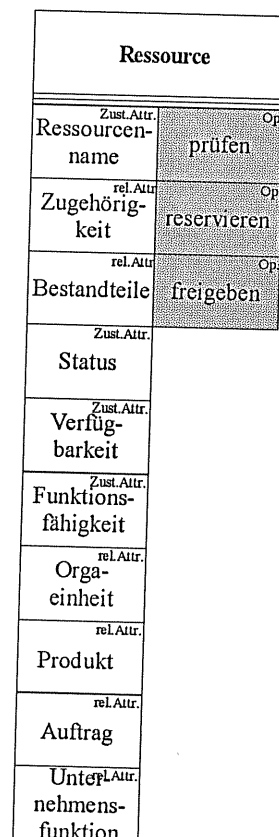 Ressource
Zust.Attr.
Ressourcen-
name
Op
prüfen
rel.Attr
Zugehörig-
keit
Op
reservieren
rel.Attr
Bestandteile
Op.
freigeben
Zust.Attr.
Status
Zust.Attr.
Verfüg-
barkeit
Zust.Attr.
Funktions-
fähigkeit
rel.Attr.
Orga-
einheit
rel.Attr.
Produkt
rel.Attr.
Auftrag
rel.Attr.
Unter-
nehmens-
funktion